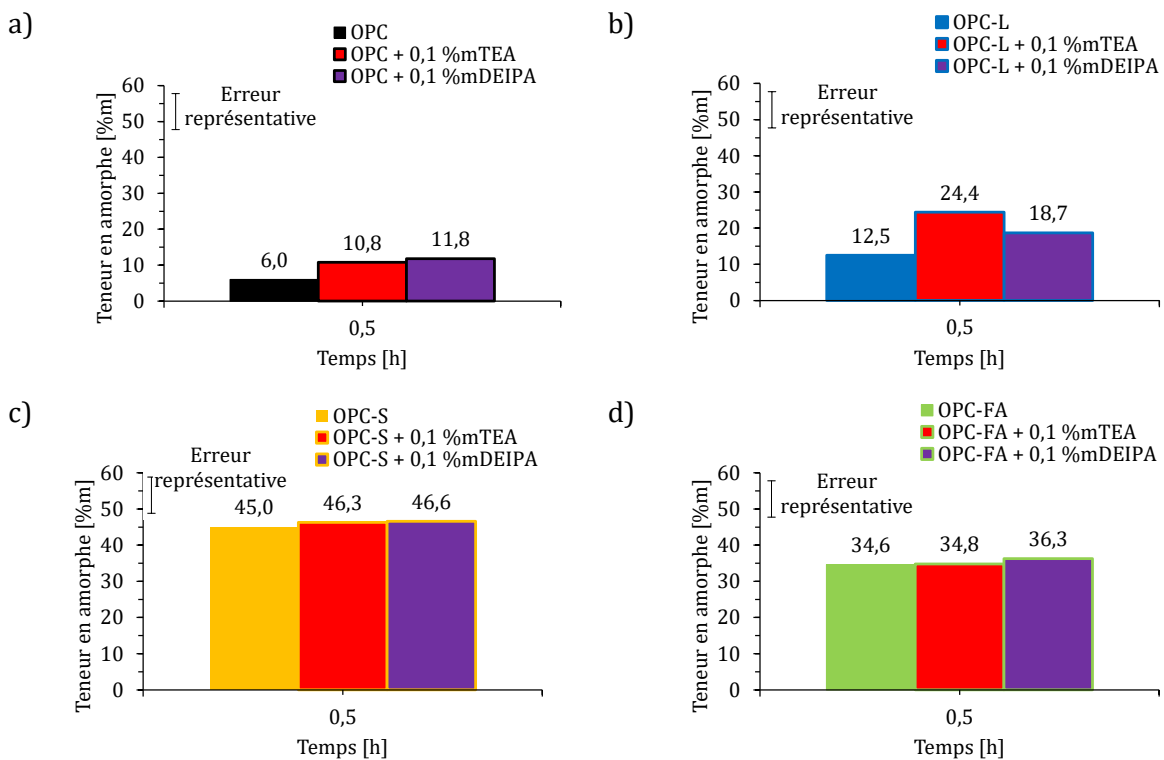 a)
OPC
OPC + 0,1 %mTEA
OPC + 0,1 %mDEIPA
Teneur en amorphe [%m]
60
50
40
30
20
10
0
Erreur
représentative
6,0
10,8
11,8
0,5
Temps [h]
b)
OPC-L
OPC-L + 0,1 %mTEA
OPC-L + 0,1 %mDEIPA
Teneur en amorphe [%m]
60
50
40
30
20
10
0
Erreur
représentative
12,5
24,4
18,7
0,5
Temps [h]
c)
OPC-S
OPC-S + 0,1 %mTEA
OPC-S + 0,1 %mDEIPA
Teneur en amorphe [%m]
60
50
40
30
20
10
0
Erreur
représentative
45,0
46,3
46,6
0,5
Temps [h]
d)
OPC-FA
OPC-FA + 0,1 %mTEA
OPC-FA + 0,1 %mDEIPA
Teneur en amorphe [%m]
60
50
40
30
20
10
0
Erreur
représentative
34,6
34,8
36,3
0,5
Temps [h]